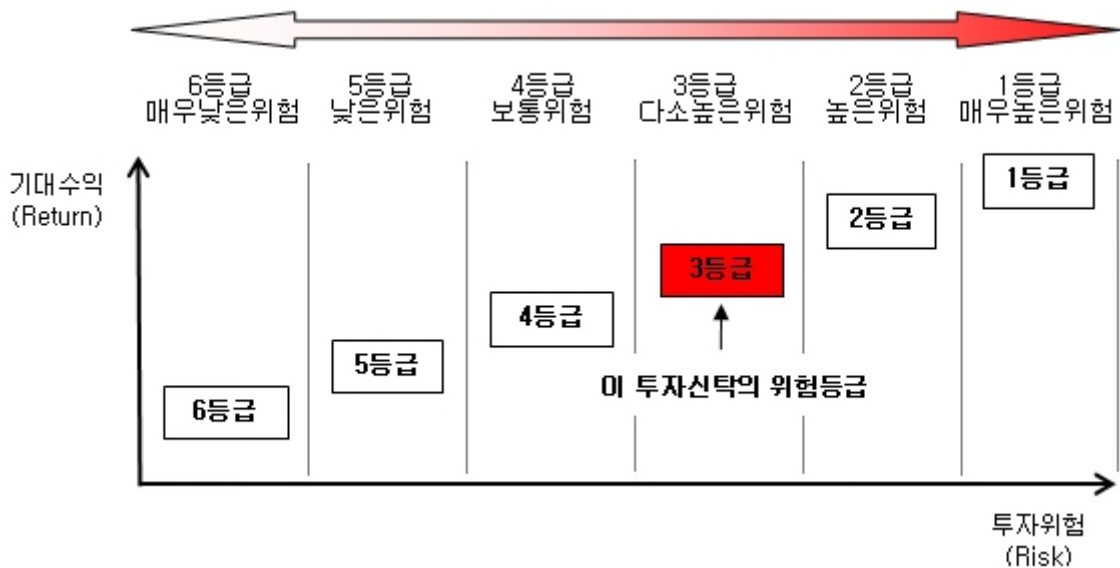 6등급
매우낮은위험
5등급
낮은위험
4등급
보통위험
3등급
다소높은위험
2등급
높은위험
1등급
매우높은위험
기대수익
(Return)
1등급
2등급
3등급
4등급
5등급
이 투자신탁의 위험등급
6등급
투자위험
(Risk)